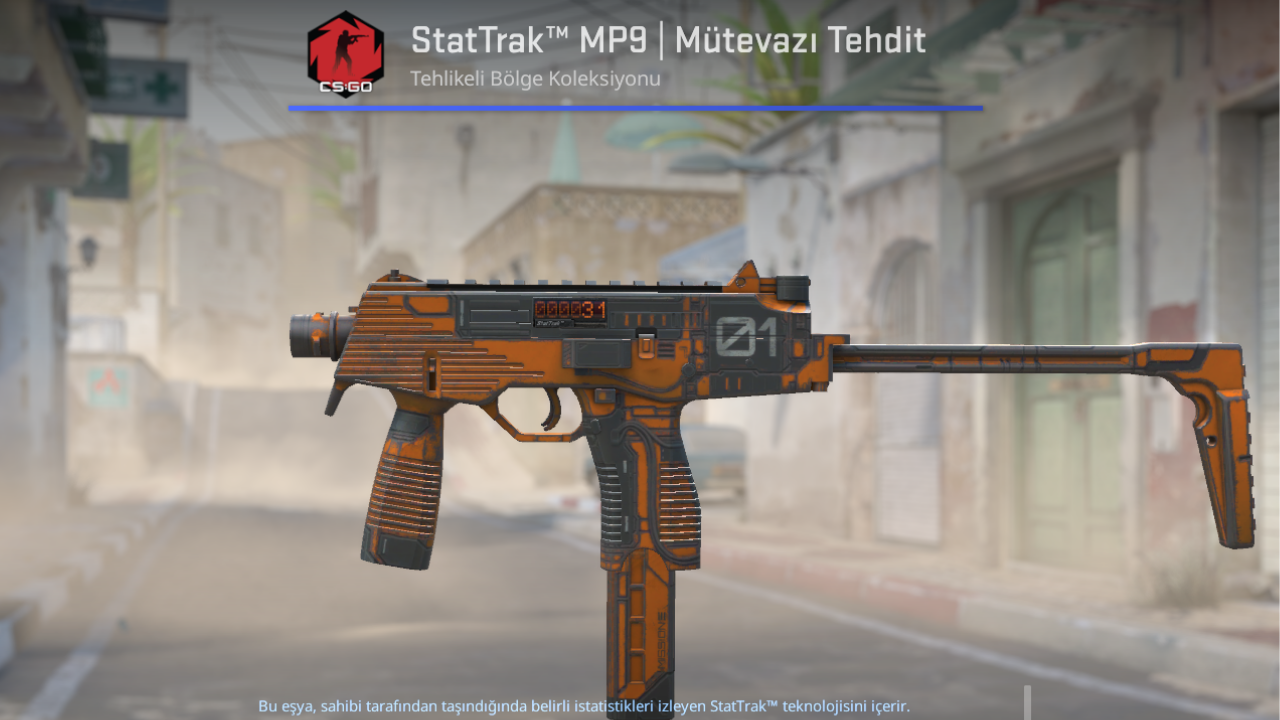 StatTrak™ MP9 | Mütevazı Tehdit
CS:GO
Tehlikeli Bölge Koleksiyonu
000031
StatTrak™
01
Bu eşya, sahibi tarafından taşındığında belirli istatistikleri izleyen StatTrak™ teknolojisini içerir.